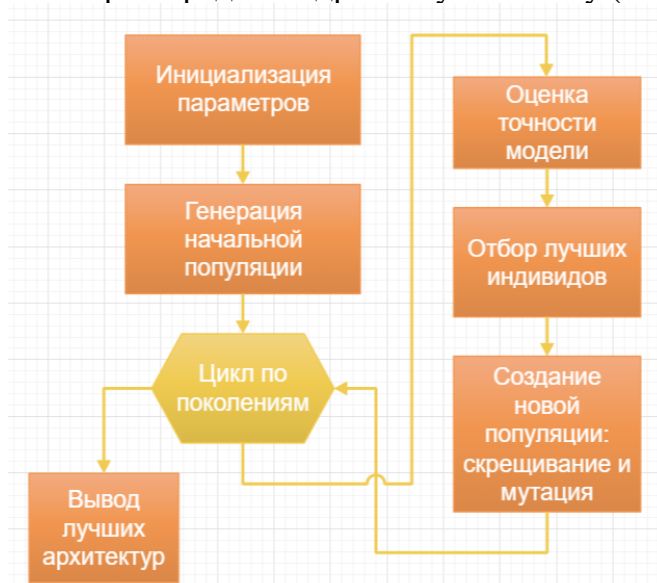 Инициализация
параметров
Генерация
начальной
популяции
Цикл по
поколениям
Вывод
лучших
архитектур
Оценка
точности
модели
Отбор лучших
индивидов
Создание
новой
популяции:
скрещивание и
мутация